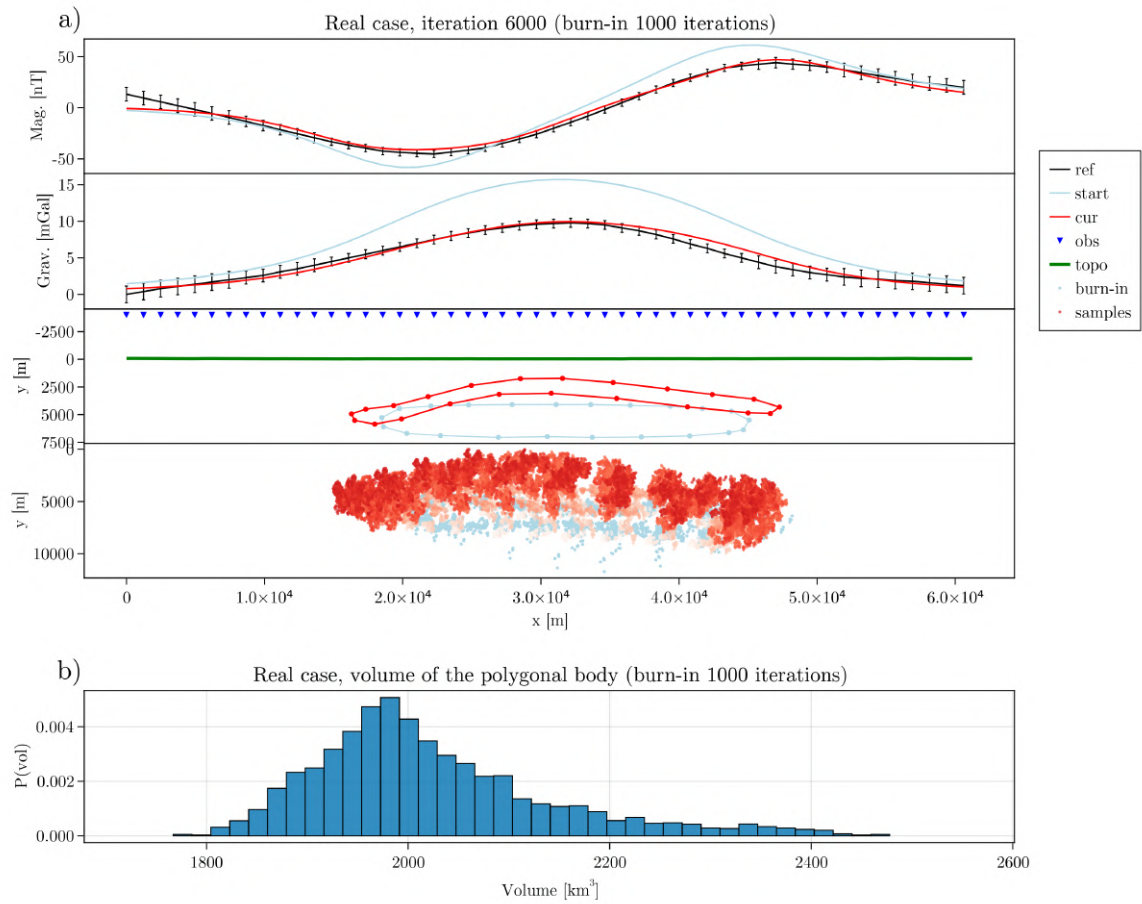 a)
Real case, iteration 6000 (burn-in 1000 iterations)
Mag. [nT]
50
0
-50
Grav. [mGal]
15
10
5
0
y [m]
-2500
0
2500
5000
7500
y [m]
0
5000
10000
0
1.0×10⁴
2.0×10⁴
3.0×10⁴
4.0×10⁴
5.0×10⁴
6.0×10⁴
x [m]
ref
start
cur
obs
topo
burn-in
samples
b)
Real case, volume of the polygonal body (burn-in 1000 iterations)
P(vol)
0.004
0.002
0.000
1800
2000
2200
2400
2600
Volume [km³]